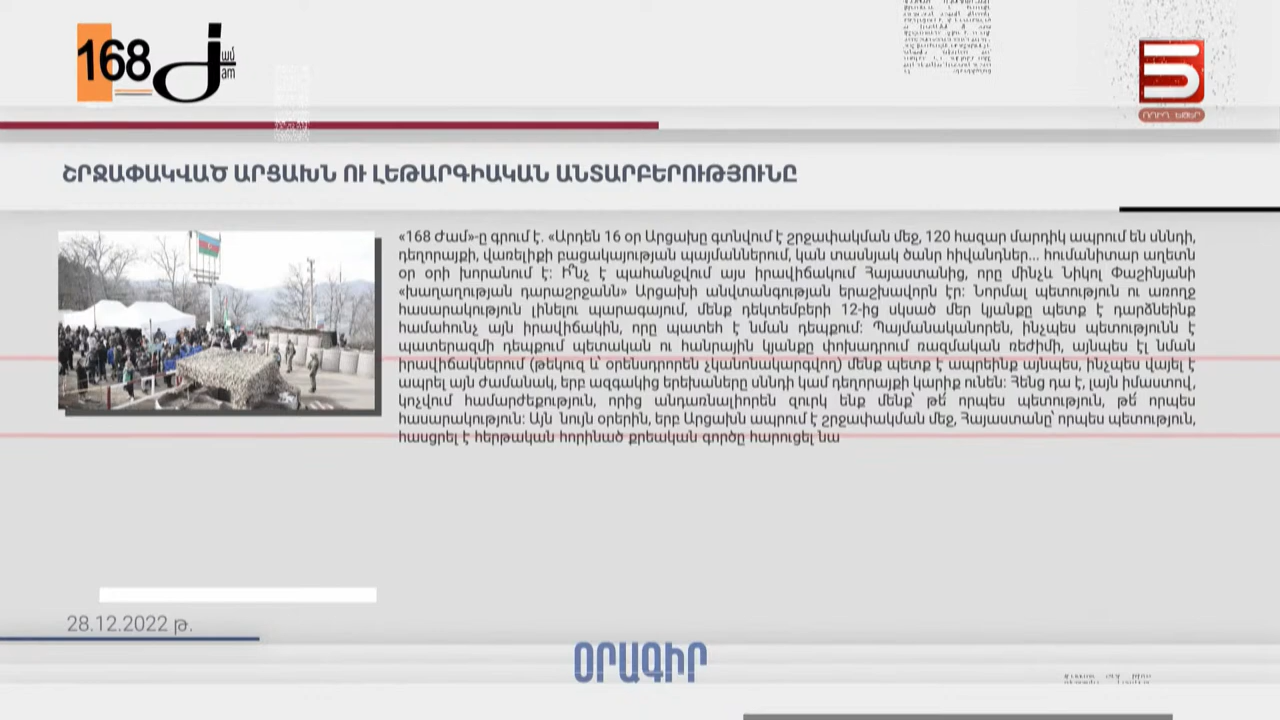 168 Ժամ
am
ՈՒՂԻՂ ԵԹԵՐ
ՇՐՋԱՓԱԿՎԱԾ ԱՐՑԱԽՆ ՈՒ ԼԵԹԱՐԳԻԱԿԱՆ ԱՆՏԱՐԲԵՐՈՒԹՅՈՒՆԸ
«168 Ժամ»-ը գրում է. «Արդեն 16 օր Արցախը գտնվում է շրջափակման մեջ, 120 հազար մարդիկ ապրում են սննդի,
դեղորայքի, վառելիքի բացակայության պայմաններում, կան տասնյակ ծանր հիվանդներ... հումանիտար աղետն
օր օրի խորանում է: Ի՞նչ է պահանջվում այս իրավիճակում Հայաստանից, որը մինչև Նիկոլ Փաշինյանի
«խաղաղության դարաշրջանն» Արցախի անվտանգության երաշխավորն էր: Նորմալ պետություն ու առողջ
հասարակություն լինելու պարագայում, մենք դեկտեմբերի 12-ից սկսած մեր կյանքը պետք է դարձնեինք
համահունչ այն իրավիճակին, որը պատեհ է նման դեպքում: Պայմանականորեն, ինչպես պետությունն է
պատերազմի դեպքում պետական ու հանրային կյանքը փոխադրում ռազմական ռեժիմի, այնպես էլ նման
իրավիճակներում (թեկուզ և՝ օրենսդրորեն չկանոնակարգվող) մենք պետք է ապրեինք այնպես, ինչպես վայել է
ապրել այն ժամանակ, երբ ազգակից երեխաները սննդի կամ դեղորայքի կարիք ունեն: Հենց դա է, լայն իմաստով,
կոչվում համարժեքություն, որից անդառնալիորեն զուրկ ենք մենք՝ թե՛ որպես պետություն, թե՛ որպես
հասարակություն: Այն նույն օրերին, երբ Արցախն ապրում է շրջափակման մեջ, Հայաստանը՝ որպես պետություն,
հասցրել է հերթական հորինած քրեական գործը հարուցել նա
28.12.2022 թ.
ՕՐԱԳԻՐ